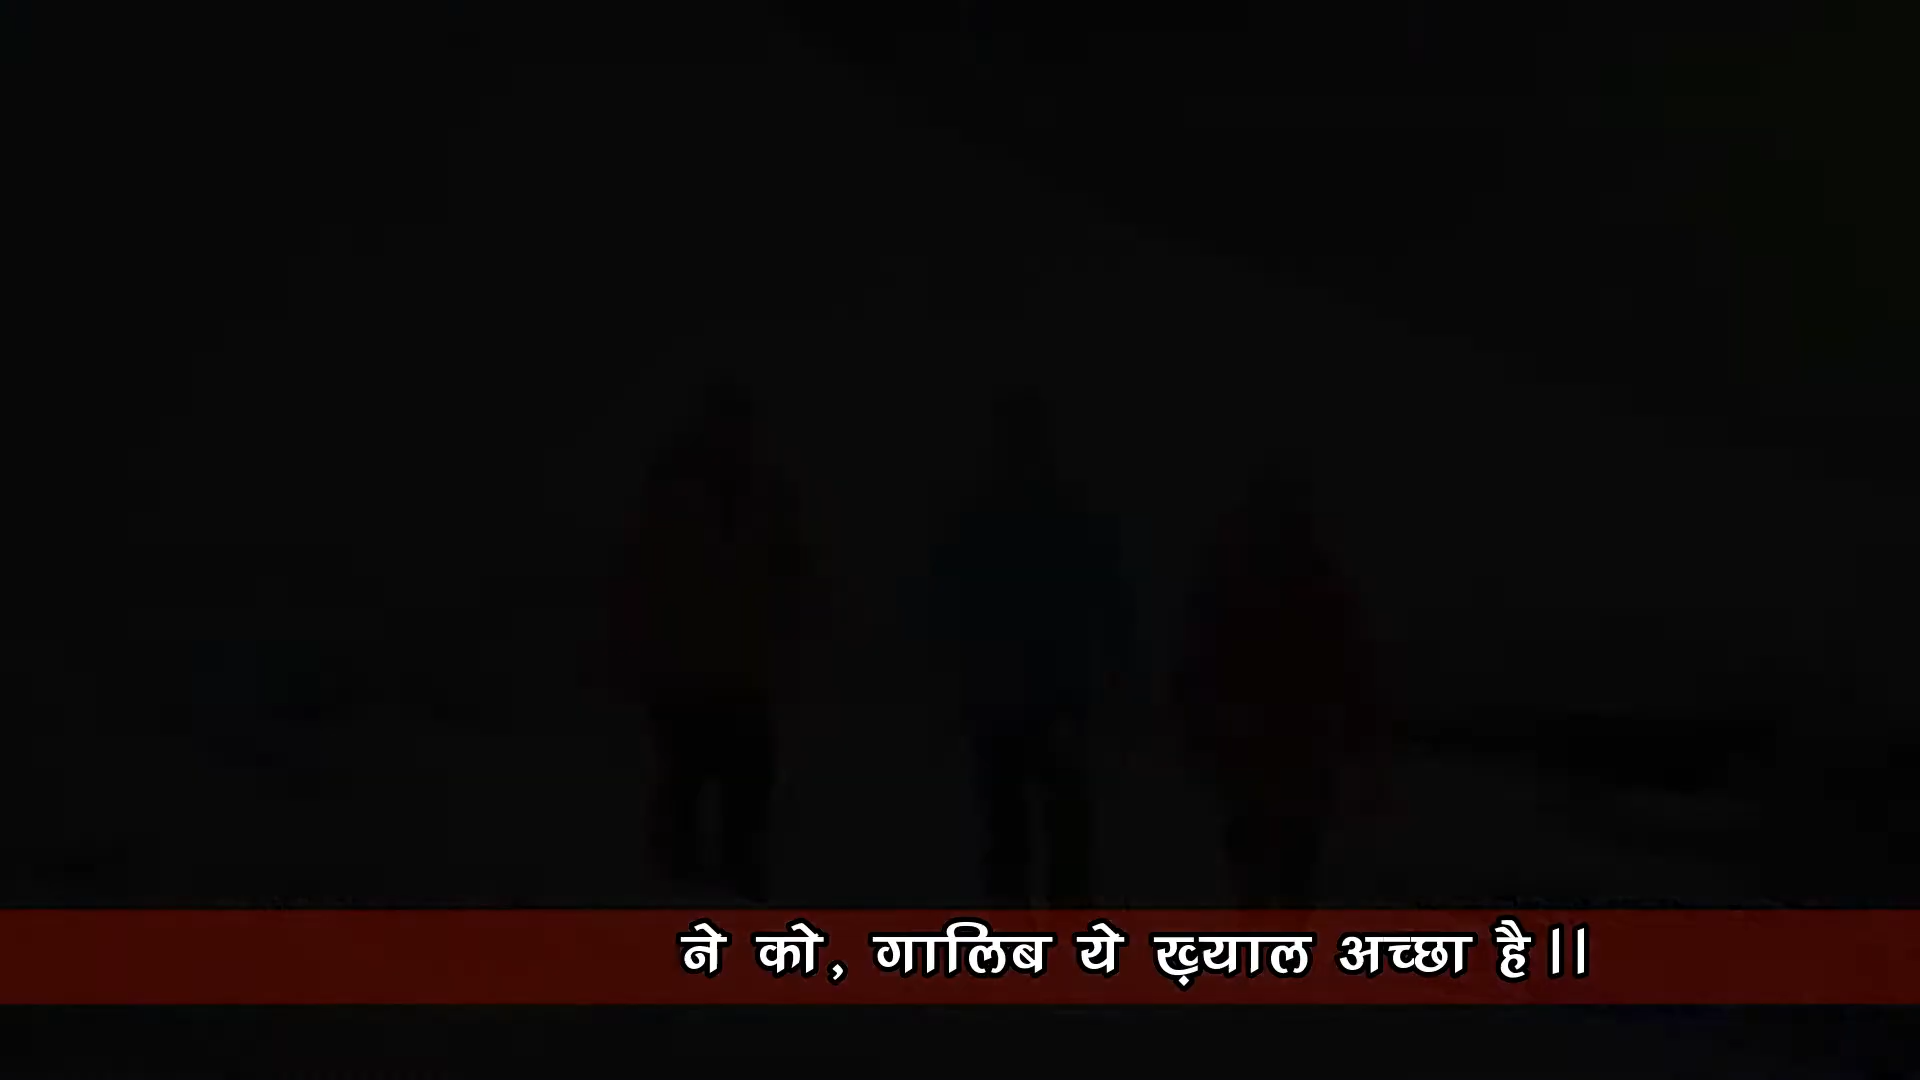 ने को, गालिब ये ख़्याल अच्छा है।।